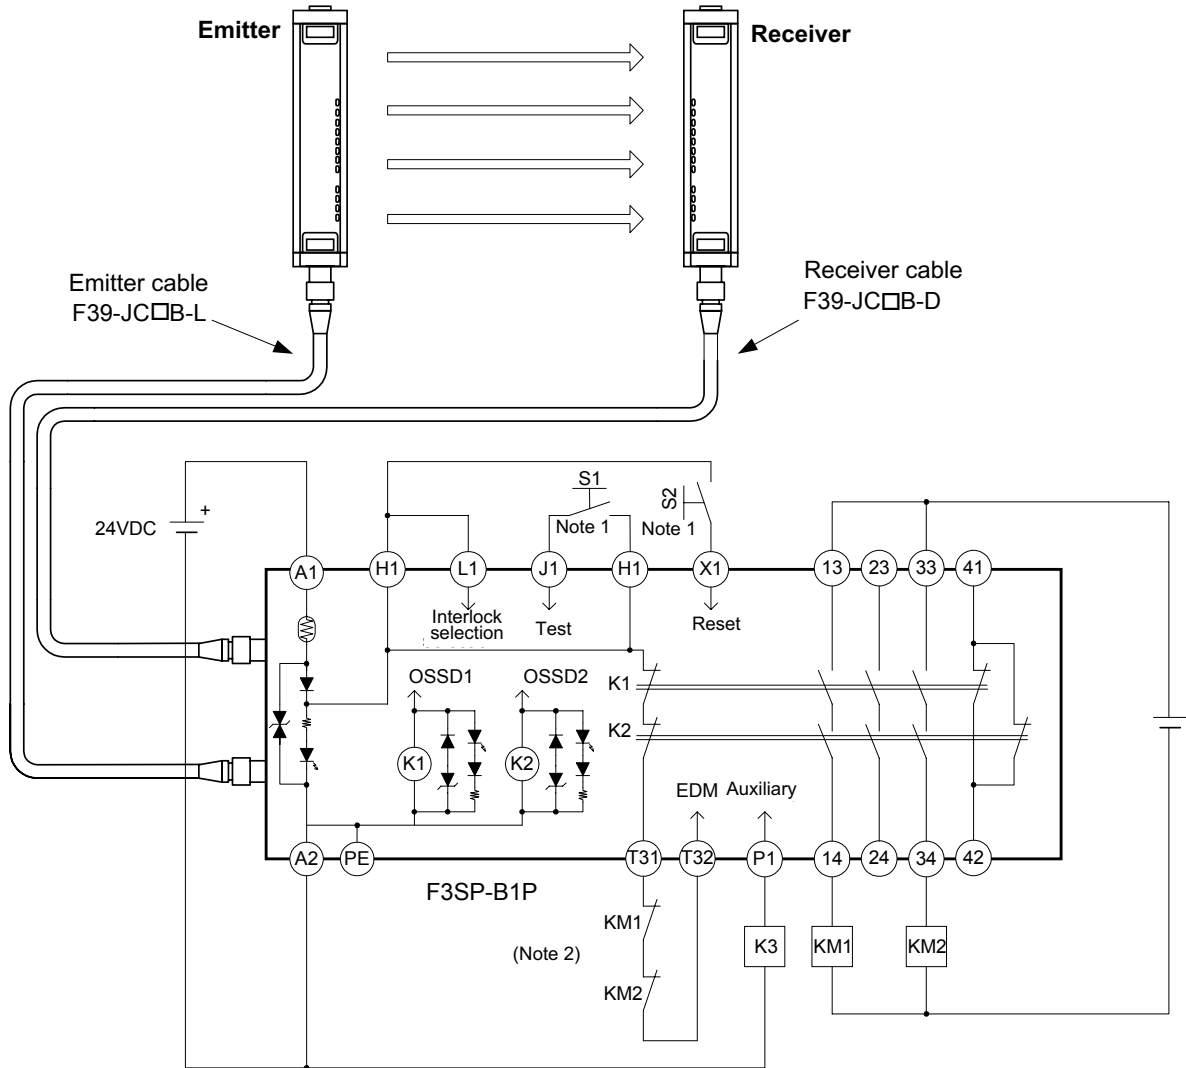 Emitter
Receiver
Emitter cable
F39-JC□B-L
Receiver cable
F39-JC□B-D
24VDC
+
S1
Note 1
S2
Note 1
A1
H1
L1
J1
H1
X1
13
23
33
41
Interlock
selection
Test
Reset
OSSD1
OSSD2
K1
K2
K1
K2
EDM
Auxiliary
A2
PE
T31
T32
P1
14
24
34
42
F3SP-B1P
KM1
(Note 2)
KM2
K3
KM1
KM2